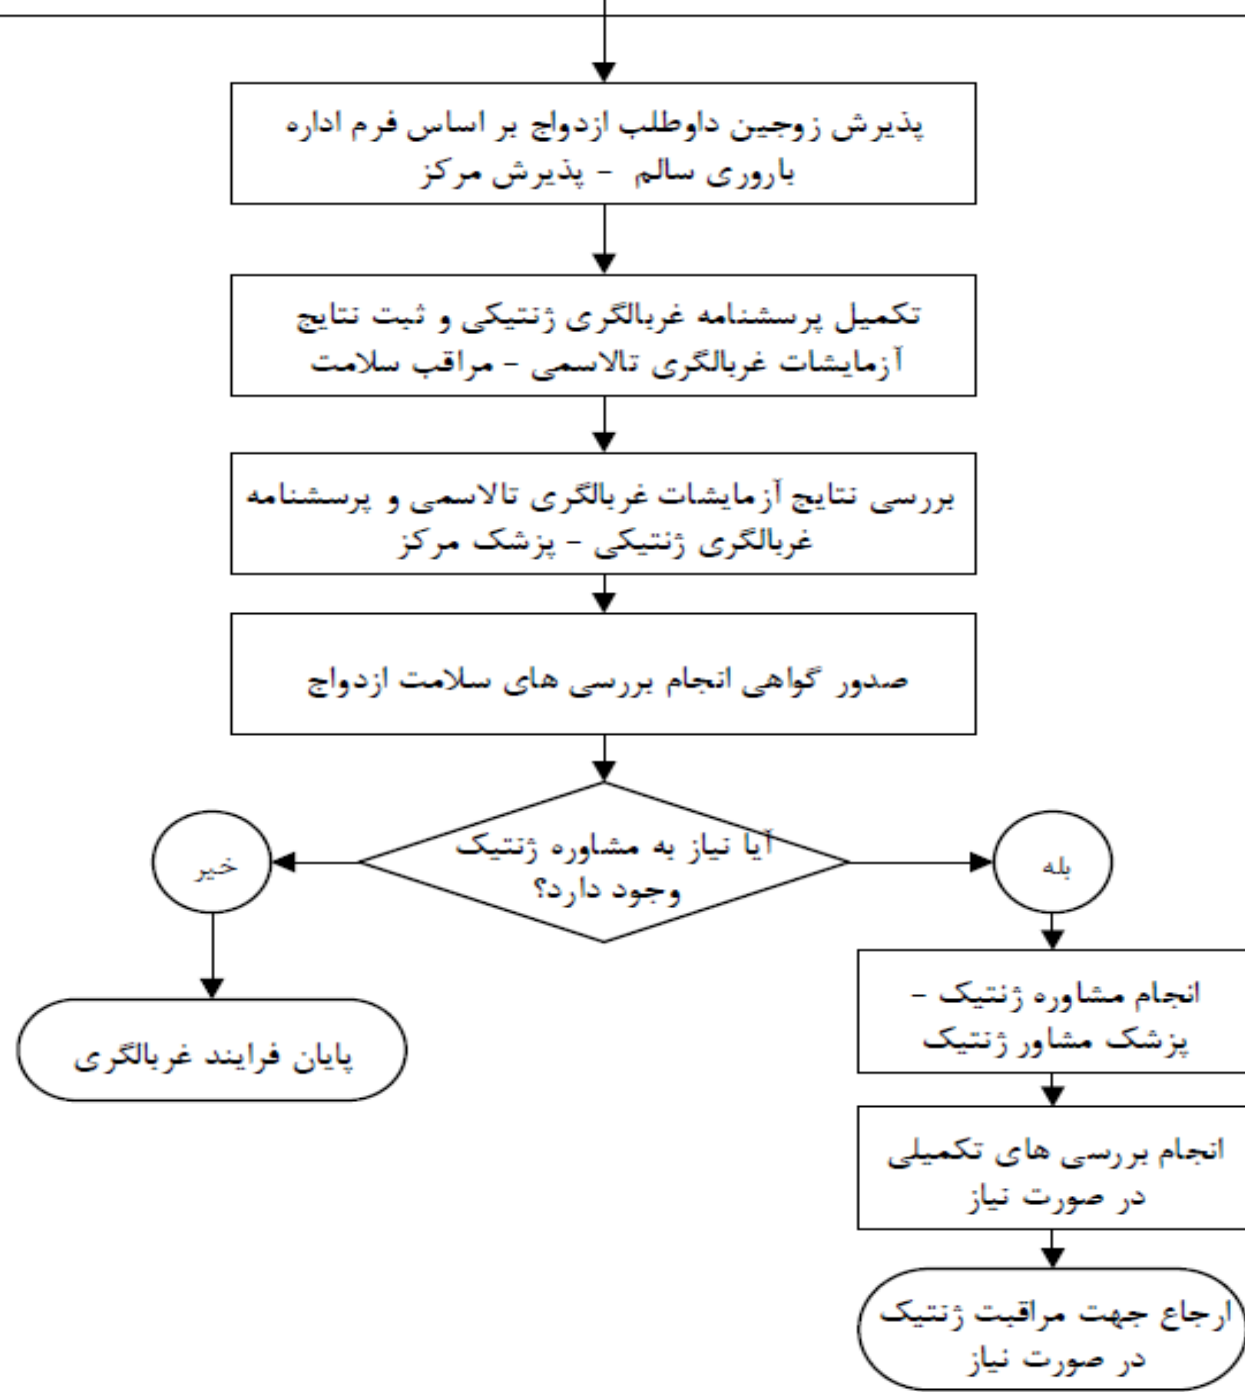 پذیرش زوجین داوطلب ازدواج بر اساس فرم اداره
باروری سالم - پذیرش مرکز
تکمیل پرسشنامه غربالگری ژنتیکی و ثبت نتایج
آزمایشات غربالگری تالاسمی - مراقب سلامت
بررسی نتایج آزمایشات غربالگری تالاسمی و پرسشنامه
غربالگری ژنتیکی - پزشک مرکز
صدور گواهی انجام بررسی های سلامت ازدواج
آیا نیاز به مشاوره ژنتیک
وجود دارد؟
بله
خیر
انجام مشاوره ژنتیک -
پزشک مشاور ژنتیک
انجام بررسی های تکمیلی
در صورت نیاز
ارجاع جهت مراقبت ژنتیک
در صورت نیاز
پایان فرایند غربالگری